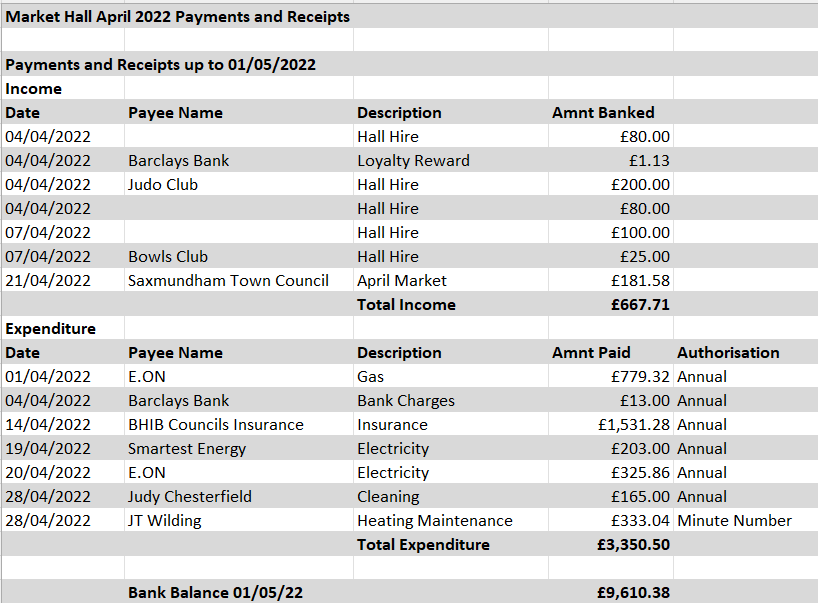 Market Hall April 2022 Payments and Receipts
Payments and Receipts up to 01/05/2022
Income
Date Payee Name Description Amnt Banked
04/04/2022 Hall Hire £80.00
04/04/2022 Barclays Bank Loyalty Reward £1.13
04/04/2022 Judo Club Hall Hire £200.00
04/04/2022 Hall Hire £80.00
07/04/2022 Hall Hire £100.00
07/04/2022 Bowls Club Hall Hire £25.00
21/04/2022 Saxmundham Town Council April Market £181.58
Total Income £667.71
Expenditure
Date Payee Name Description Amnt Paid Authorisation
01/04/2022 E.ON Gas £779.32 Annual
04/04/2022 Barclays Bank Bank Charges £13.00 Annual
14/04/2022 BHIB Councils Insurance Insurance £1,531.28 Annual
19/04/2022 Smartest Energy Electricity £203.00 Annual
20/04/2022 E.ON Electricity £325.86 Annual
28/04/2022 Judy Chesterfield Cleaning £165.00 Annual
28/04/2022 JT Wilding Heating Maintenance £333.04 Minute Number
Total Expenditure £3,350.50
Bank Balance 01/05/22 £9,610.38